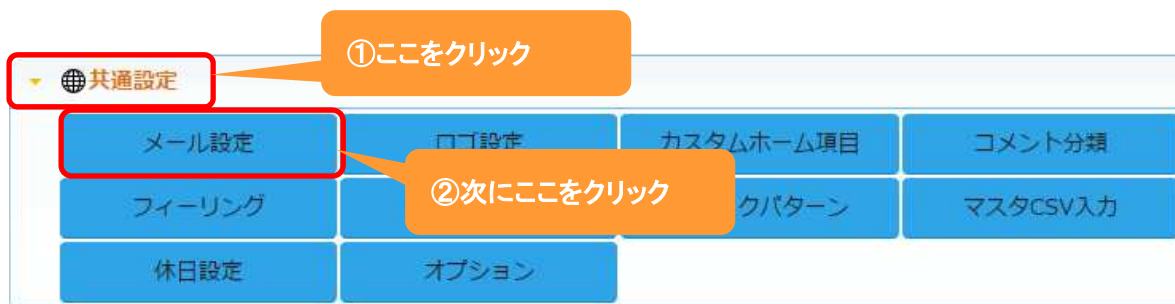 ①ここをクリック
共通設定
メール設定
ロゴ設定
カスタムホーム項目
コメント分類
②次にここをクリック
フィーリング
クパターン
マスタCSV入力
休日設定
オプション